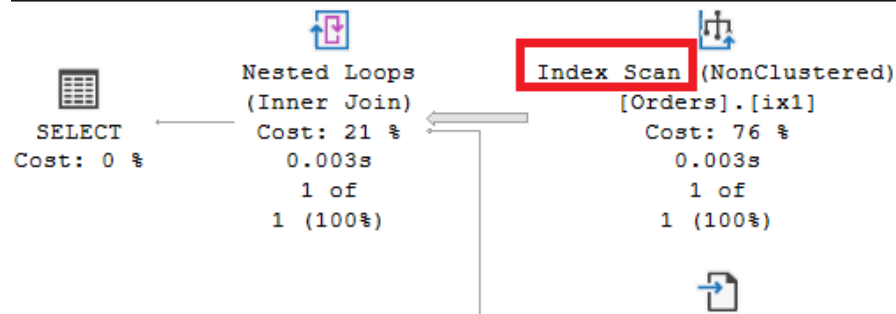 Nested Loops
(Inner Join)
Cost: 21 %
0.003s
1 of
1 (100%)
Index Scan (NonClustered)
[Orders].[ix1]
Cost: 76 %
0.003s
1 of
1 (100%)
SELECT
Cost: 0 %